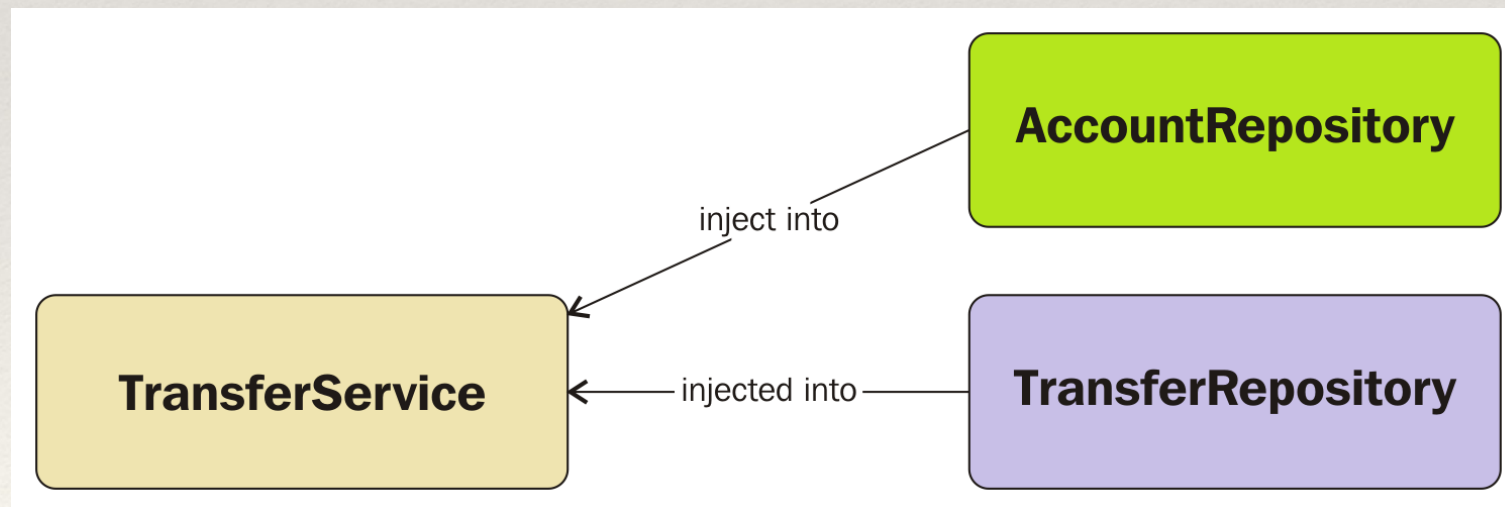 AccountRepository
inject into
TransferService
injected into
TransferRepository